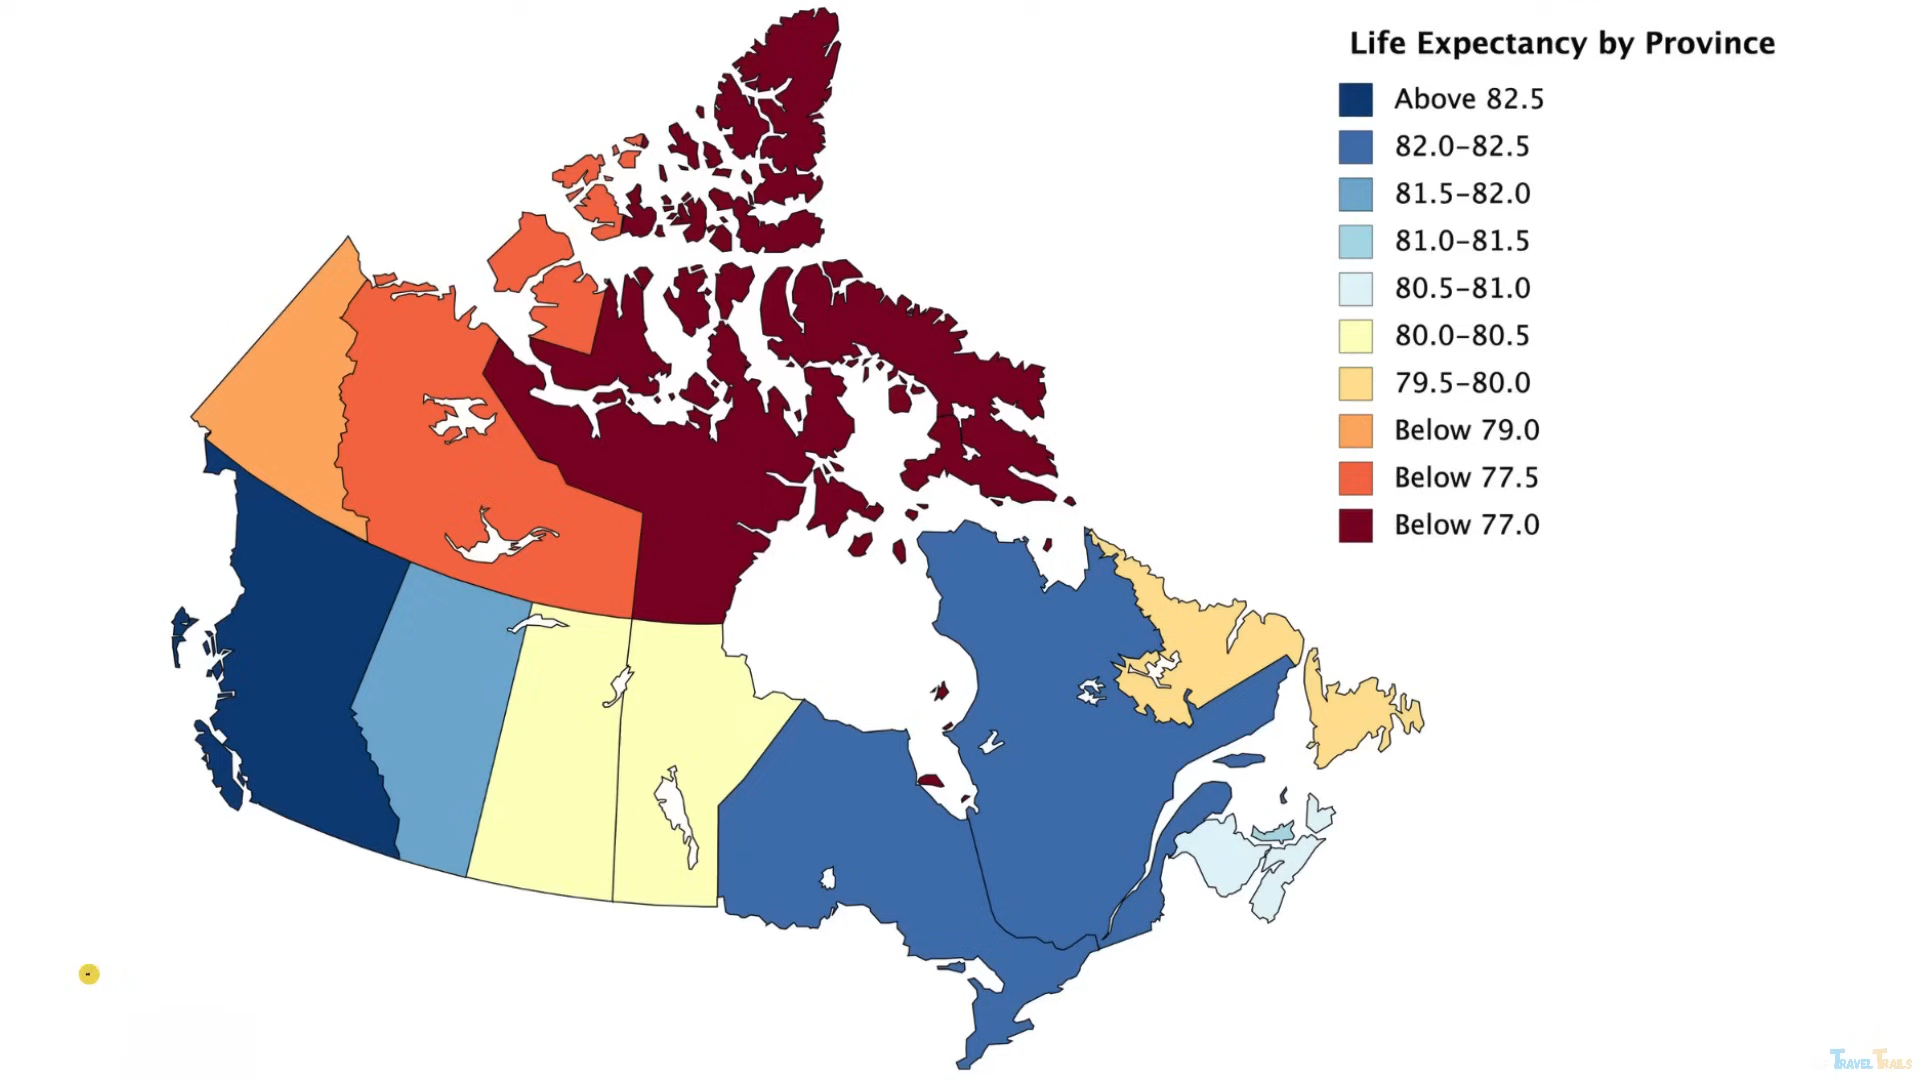 Life Expectancy by Province
Above 82.5
82.0–82.5
81.5–82.0
81.0–81.5
80.5–81.0
80.0–80.5
79.5–80.0
Below 79.0
Below 77.5
Below 77.0
TRAVEL TRAILS